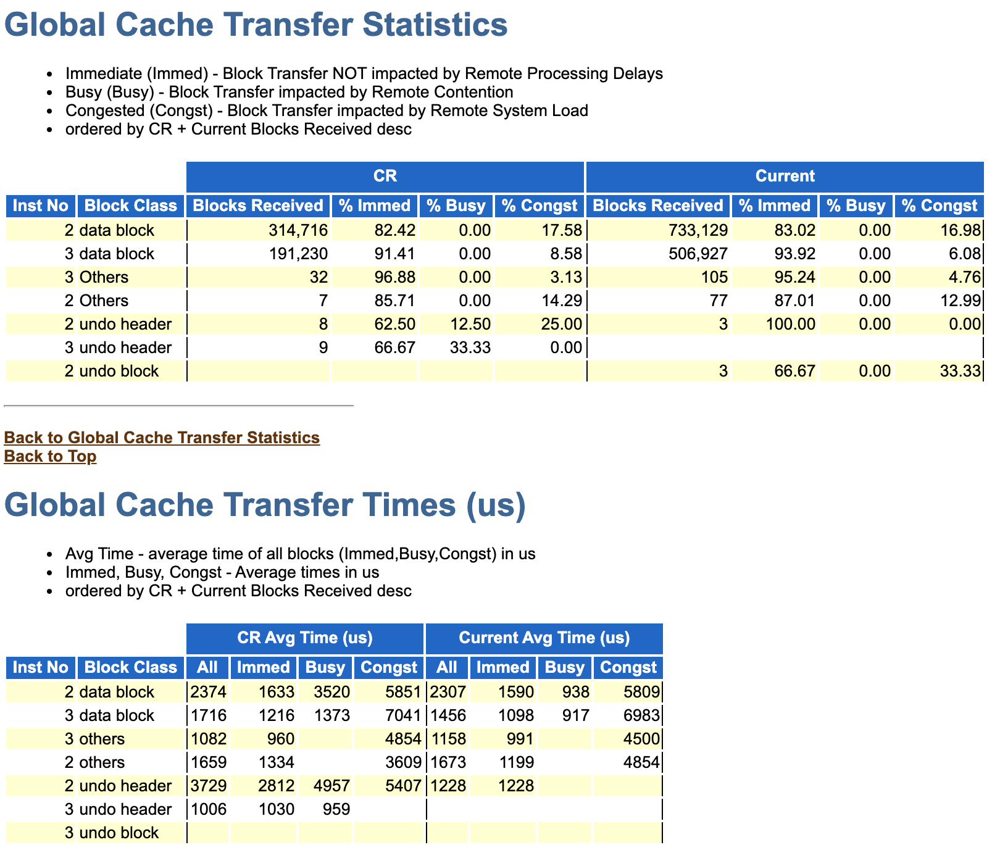 Global Cache Transfer Statistics
• Immediate (Immed) - Block Transfer NOT impacted by Remote Processing Delays
• Busy (Busy) - Block Transfer impacted by Remote Contention
• Congested (Congst) - Block Transfer impacted by Remote System Load
• ordered by CR + Current Blocks Received desc
CR Current
Inst No Block Class Blocks Received % Immed % Busy % Congst Blocks Received % Immed % Busy % Congst
2 data block 314,716 82.42 0.00 17.58 733,129 83.02 0.00 16.98
3 data block 191,230 91.41 0.00 8.58 506,927 93.92 0.00 6.08
3 Others 32 96.88 0.00 3.13 105 95.24 0.00 4.76
2 Others 7 85.71 0.00 14.29 77 87.01 0.00 12.99
2 undo header 8 62.50 12.50 25.00 3 100.00 0.00 0.00
3 undo header 9 66.67 33.33 0.00
2 undo block 3 66.67 0.00 33.33
Back to Global Cache Transfer Statistics
Back to Top
Global Cache Transfer Times (us)
• Avg Time - average time of all blocks (Immed,Busy,Congst) in us
• Immed, Busy, Congst - Average times in us
• ordered by CR + Current Blocks Received desc
CR Avg Time (us) Current Avg Time (us)
Inst No Block Class All Immed Busy Congst All Immed Busy Congst
2 data block 2374 1633 3520 5851 2307 1590 938 5809
3 data block 1716 1216 1373 7041 1456 1098 917 6983
3 others 1082 960 4854 1158 991 4500
2 others 1659 1334 3609 1673 1199 4854
2 undo header 3729 2812 4957 5407 1228 1228
3 undo header 1006 1030 959
3 undo block